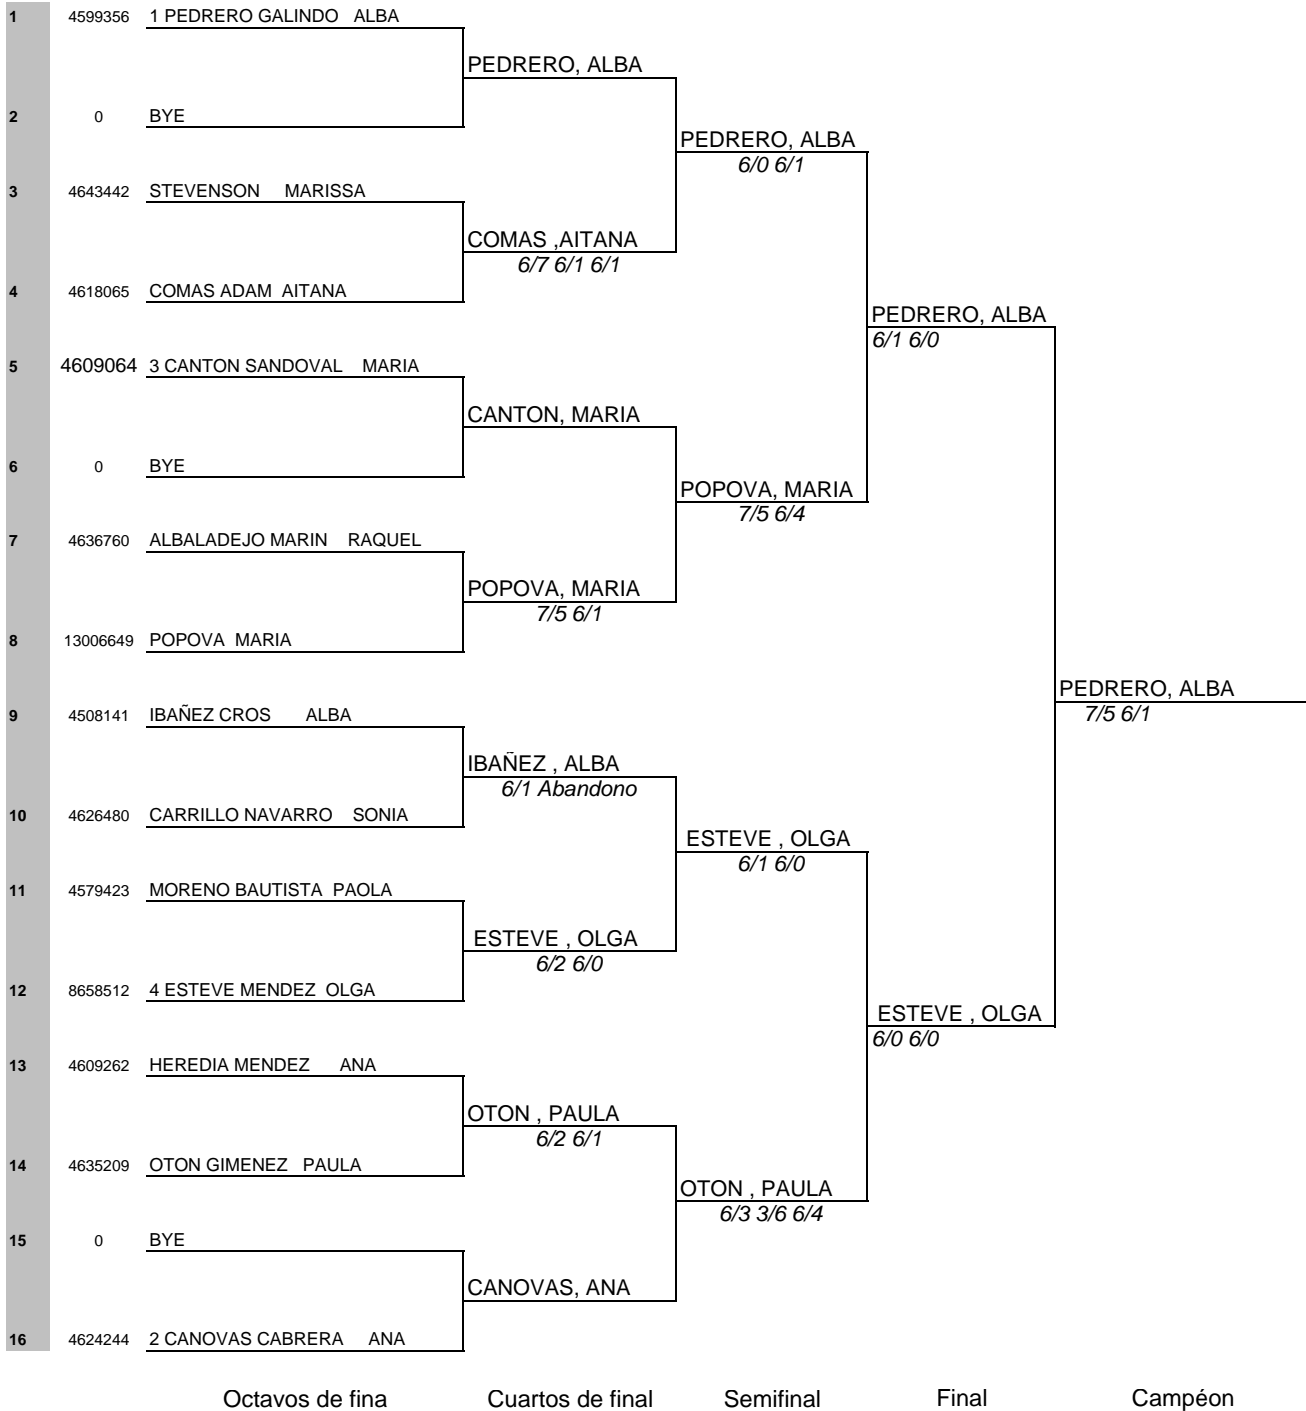 1 4599356 1 PEDRERO GALINDO ALBA
PEDRERO, ALBA
2 0 BYE
PEDRERO, ALBA
6/0 6/1
3 4643442 STEVENSON MARISSA
COMAS ,AITANA
6/7 6/1 6/1
4 4618065 COMAS ADAM AITANA
PEDRERO, ALBA
6/1 6/0
5 4609064 3 CANTON SANDOVAL MARIA
CANTON, MARIA
6 0 BYE
POPOVA, MARIA
7/5 6/4
7 4636760 ALBALADEJO MARIN RAQUEL
POPOVA, MARIA
7/5 6/1
8 13006649 POPOVA MARIA
PEDRERO, ALBA
7/5 6/1
9 4508141 IBAÑEZ CROS ALBA
IBAÑEZ , ALBA
6/1 Abandono
10 4626480 CARRILLO NAVARRO SONIA
ESTEVE , OLGA
6/1 6/0
11 4579423 MORENO BAUTISTA PAOLA
ESTEVE , OLGA
6/2 6/0
12 8658512 4 ESTEVE MENDEZ OLGA
ESTEVE , OLGA
6/0 6/0
13 4609262 HEREDIA MENDEZ ANA
OTON , PAULA
6/2 6/1
14 4635209 OTON GIMENEZ PAULA
OTON , PAULA
6/3 3/6 6/4
15 0 BYE
CANOVAS, ANA
16 4624244 2 CANOVAS CABRERA ANA
Octavos de fina Cuartos de final Semifinal Final Campéon